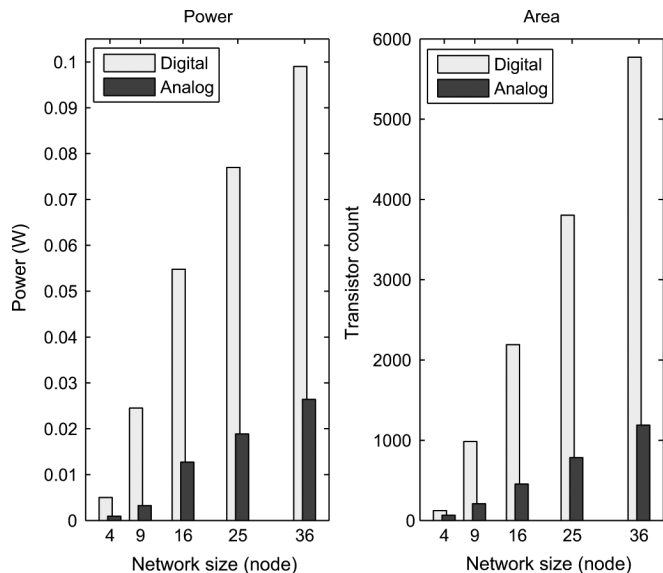 Power
Digital
Analog
Power (W)
0.1
0.09
0.08
0.07
0.06
0.05
0.04
0.03
0.02
0.01
0
4 9 16 25 36
Network size (node)
Area
Digital
Analog
Transistor count
6000
5000
4000
3000
2000
1000
0
4 9 16 25 36
Network size (node)